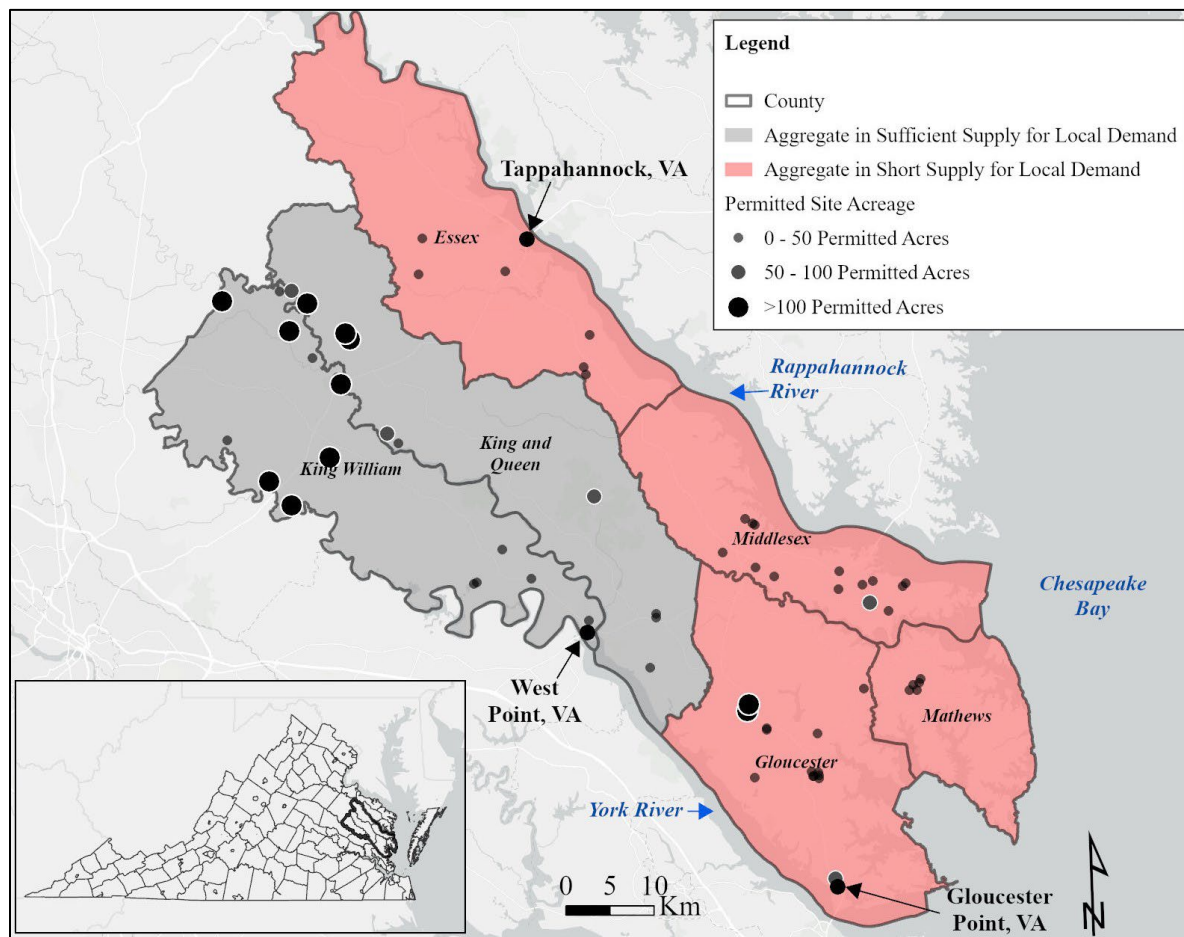 Legend
County
Aggregate in Sufficient Supply for Local Demand
Aggregate in Short Supply for Local Demand
Permitted Site Acreage
0 - 50 Permitted Acres
50 - 100 Permitted Acres
>100 Permitted Acres
Tappahannock, VA
Essex
Rappahannock
River
King and
Queen
King William
Middlesex
Chesapeake
Bay
West
Point, VA
Mathews
Gloucester
York River
0 5 10
Km
Gloucester
Point, VA
N